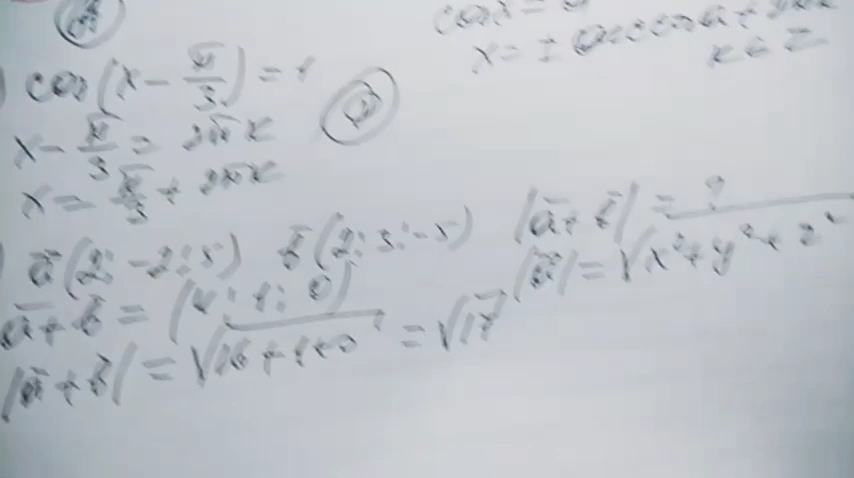 cos x = a
x = ± arccos a + 2πk
k ∈ Z
cos(x - π/3) = 1
x - π/3 = 2πk
x = π/3 + 2πk
ā(2; -2; 5) b̄(2; 3; -5) |ā + b̄| = ?
ā + b̄ = (4; 1; 0) |ā| = √x² + y² + z²
|ā + b̄| = √16 + 1 + 0 = √17